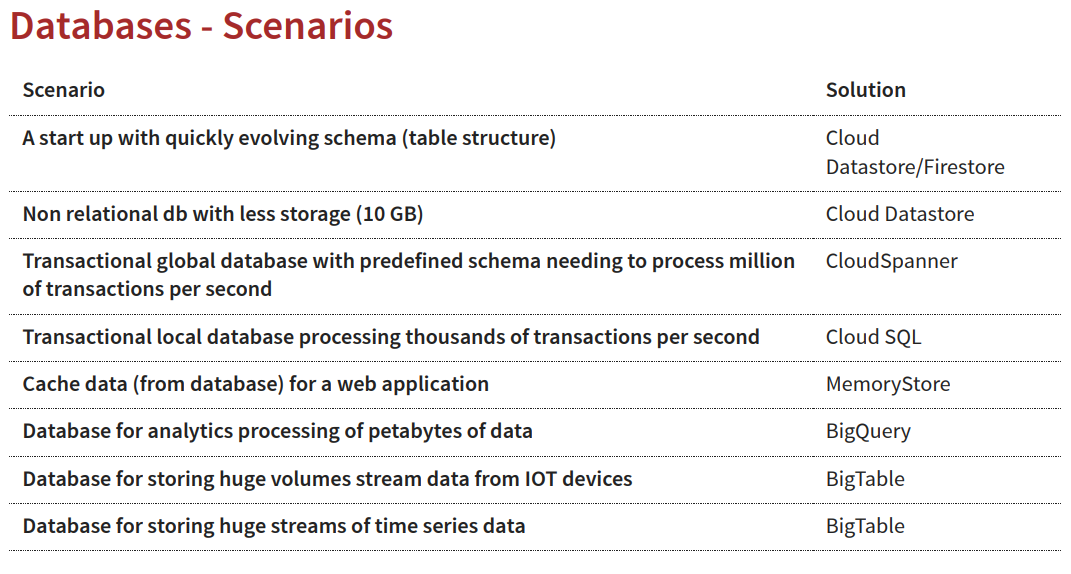 Databases - Scenarios
Scenario Solution
A start up with quickly evolving schema (table structure) Cloud
Datastore/Firestore
Non relational db with less storage (10 GB) Cloud Datastore
Transactional global database with predefined schema needing to process million CloudSpanner
of transactions per second
Transactional local database processing thousands of transactions per second Cloud SQL
Cache data (from database) for a web application MemoryStore
Database for analytics processing of petabytes of data BigQuery
Database for storing huge volumes stream data from IOT devices BigTable
Database for storing huge streams of time series data BigTable